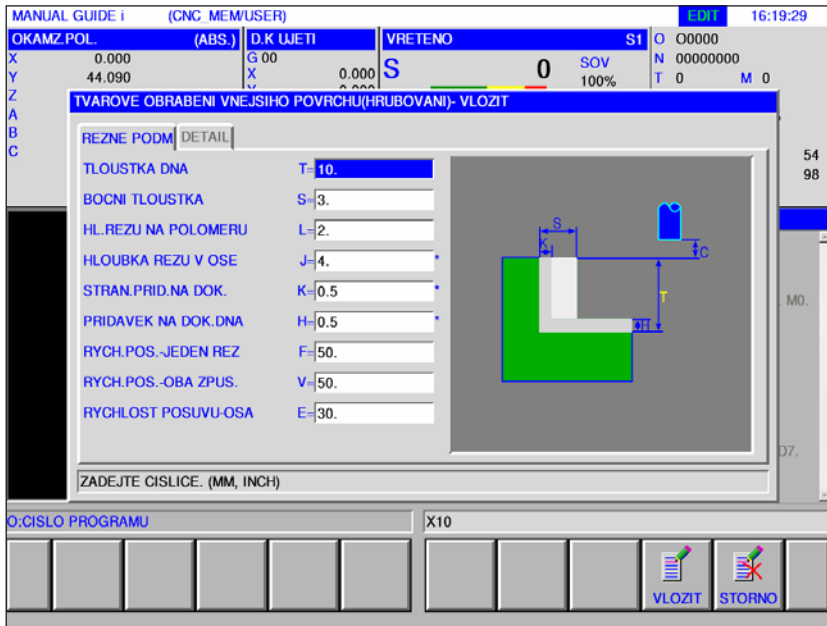 MANUAL GUIDE i (CNC_MEM/USER) EDIT 16:19:29
OKAMZ.POL. (ABS.) D.K UJETI VRETENO S1 O O0000
X 0.000 G 00 S 0 SOV N 00000000
Y 44.090 X 0.000 100% T 0 M 0
Z
A
B
C
54
98
TVAROVE OBRABENI VNEJSIHO POVRCHU(HRUBOVANI)- VLOZIT
REZNE PODM DETAIL
TLOUSTKA DNA T= 10.
BOCNI TLOUSTKA S= 3.
HL.REZU NA POLOMERU L= 2.
HLOUBKA REZU V OSE J= 4. *
STRAN.PRID.NA DOK. K= 0.5 *
PRIDAVEK NA DOK.DNA H= 0.5 *
RYCH.POS.-JEDEN REZ F= 50.
RYCH.POS.-OBA ZPUS. V= 50.
RYCHLOST POSUVU-OSA E= 30.
S
K
C
T
H
M0.
D7.
ZADEJTE CISLICE. (MM, INCH)
O:CISLO PROGRAMU X10
VLOZIT STORNO